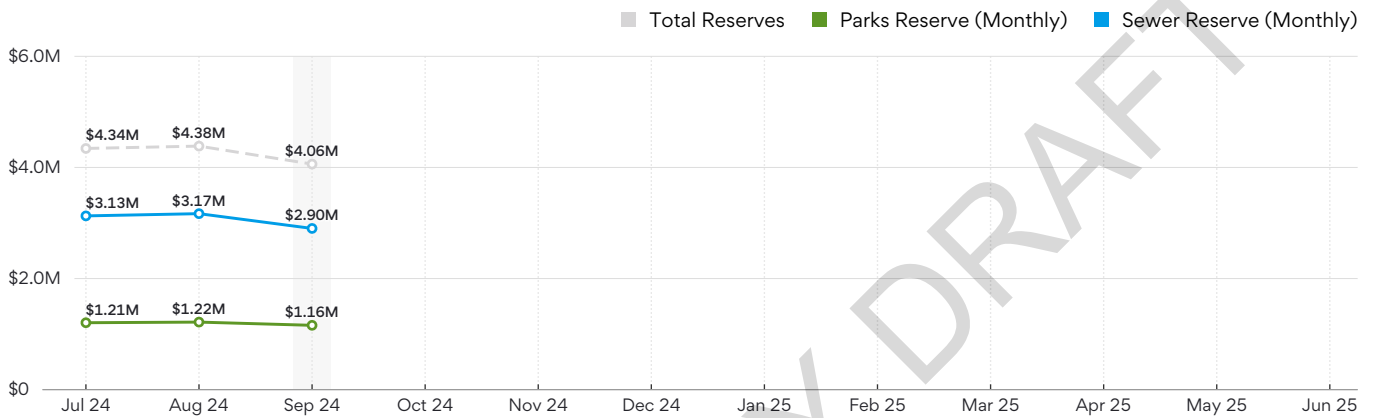 Total Reserves Parks Reserve (Monthly) Sewer Reserve (Monthly)
$6.0M
$4.34M $4.38M $4.06M
$4.0M
$3.13M $3.17M $2.90M
$2.0M
$1.21M $1.22M $1.16M
$0
Jul 24 Aug 24 Sep 24 Oct 24 Nov 24 Dec 24 Jan 25 Feb 25 Mar 25 Apr 25 May 25 Jun 25
Y DRAFT